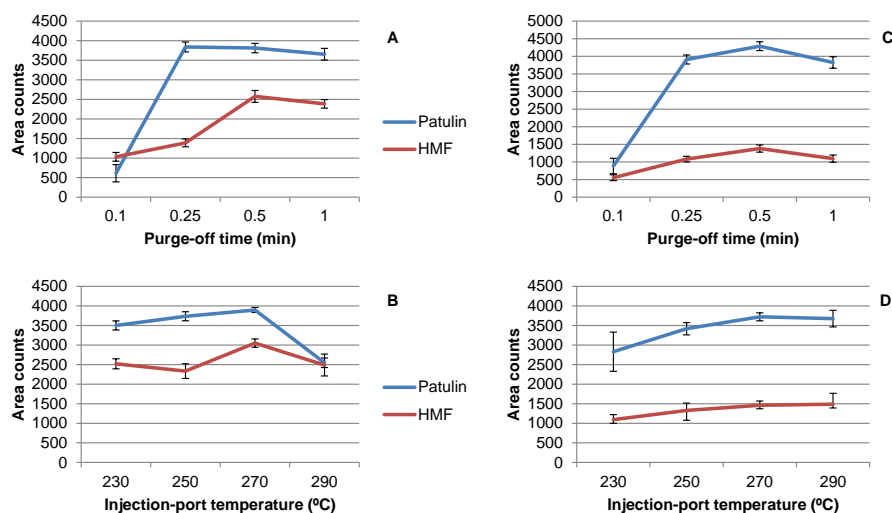 A
4500
4000
3500
3000
2500
2000
1500
1000
500
0
Area counts
0.1 0.25 0.5 1
Purge-off time (min)
Patulin
HMF
C
5000
4500
4000
3500
3000
2500
2000
1500
1000
500
0
Area counts
0.1 0.25 0.5 1
Purge-off time (min)
B
4500
4000
3500
3000
2500
2000
1500
1000
500
0
Area counts
230 250 270 290
Injection-port temperature (ºC)
Patulin
HMF
D
4500
4000
3500
3000
2500
2000
1500
1000
500
0
Area counts
230 250 270 290
Injection-port temperature (ºC)